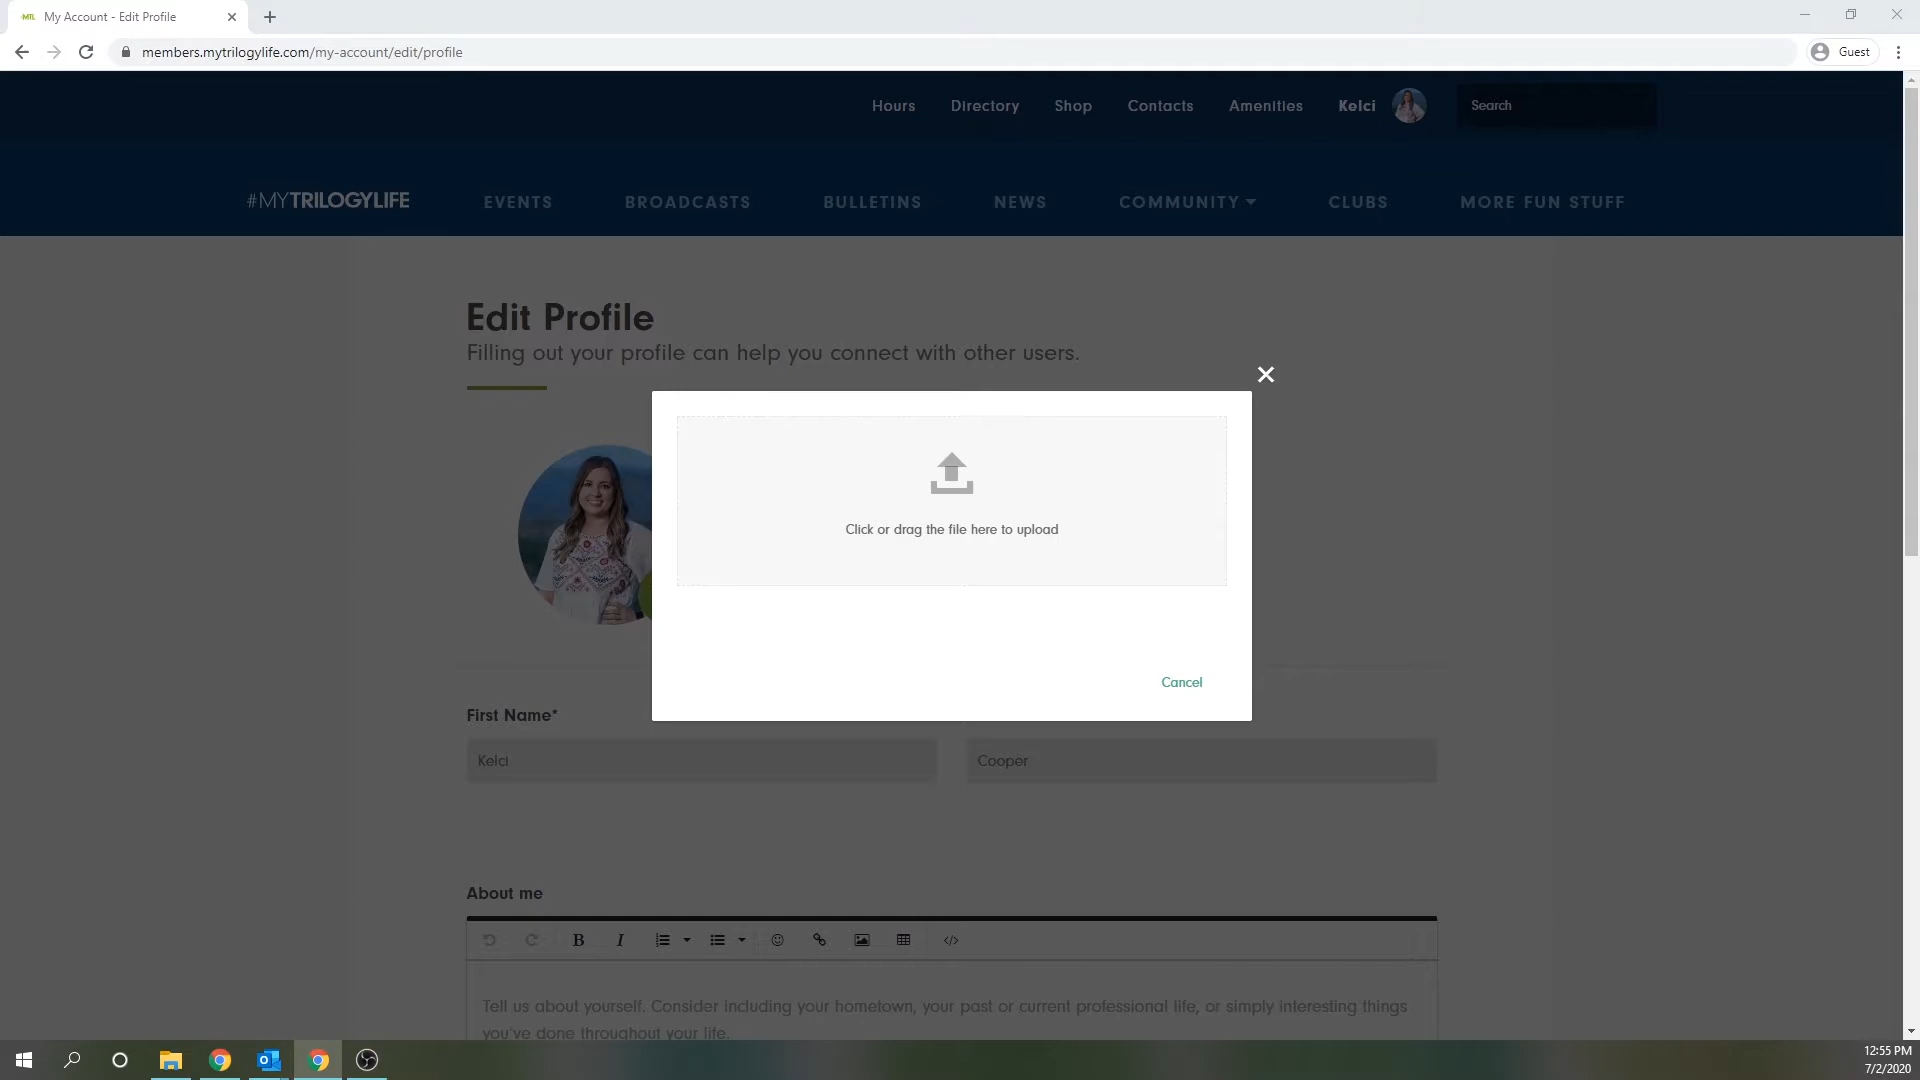 MTL My Account - Edit Profile
members.mytrilogylife.com/my-account/edit/profile
Guest
Hours Directory Shop Contacts Amenities Kelci Search
#MYTRILOGYLIFE EVENTS BROADCASTS BULLETINS NEWS COMMUNITY CLUBS MORE FUN STUFF
Edit Profile
Filling out your profile can help you connect with other users.
Click or drag the file here to upload
Cancel
First Name*
Kelci Cooper
About me
B I
Tell us about yourself. Consider including your hometown, your past or current professional life, or simply interesting things
you've done throughout your life.
12:55 PM
7/2/2020